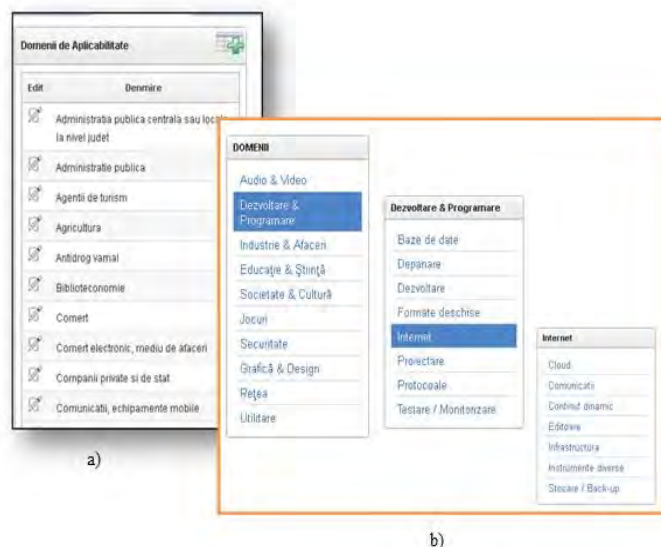 Domenii de Aplicabilitate
Edit Denmire
Administratia publica centrala sau locala
la nivel judet
Administratie publica
Agentii de turism
Agricultura
Antidrog vamal
Biblioteconomie
Comert
Comert electronic, mediu de afaceri
Companii private si de stat
Comunicatii, echipamente mobile
a)
DOMENII
Audio & Video
Dezvoltare &
Programare
Industrie & Afaceri
Educaţie & Ştiinţă
Societate & Cultură
Jocuri
Securitate
Grafică & Design
Reţea
Utilitare
Dezvoltare & Programare
Baze de date
Depanare
Dezvoltare
Formate deschise
Internet
Proiectare
Protocoale
Testare / Monitorizare
Internet
Cloud
Comunicatii
Continut dinamic
Editoare
Infrastructura
Instrumente diverse
Stocare / Back-up
b)